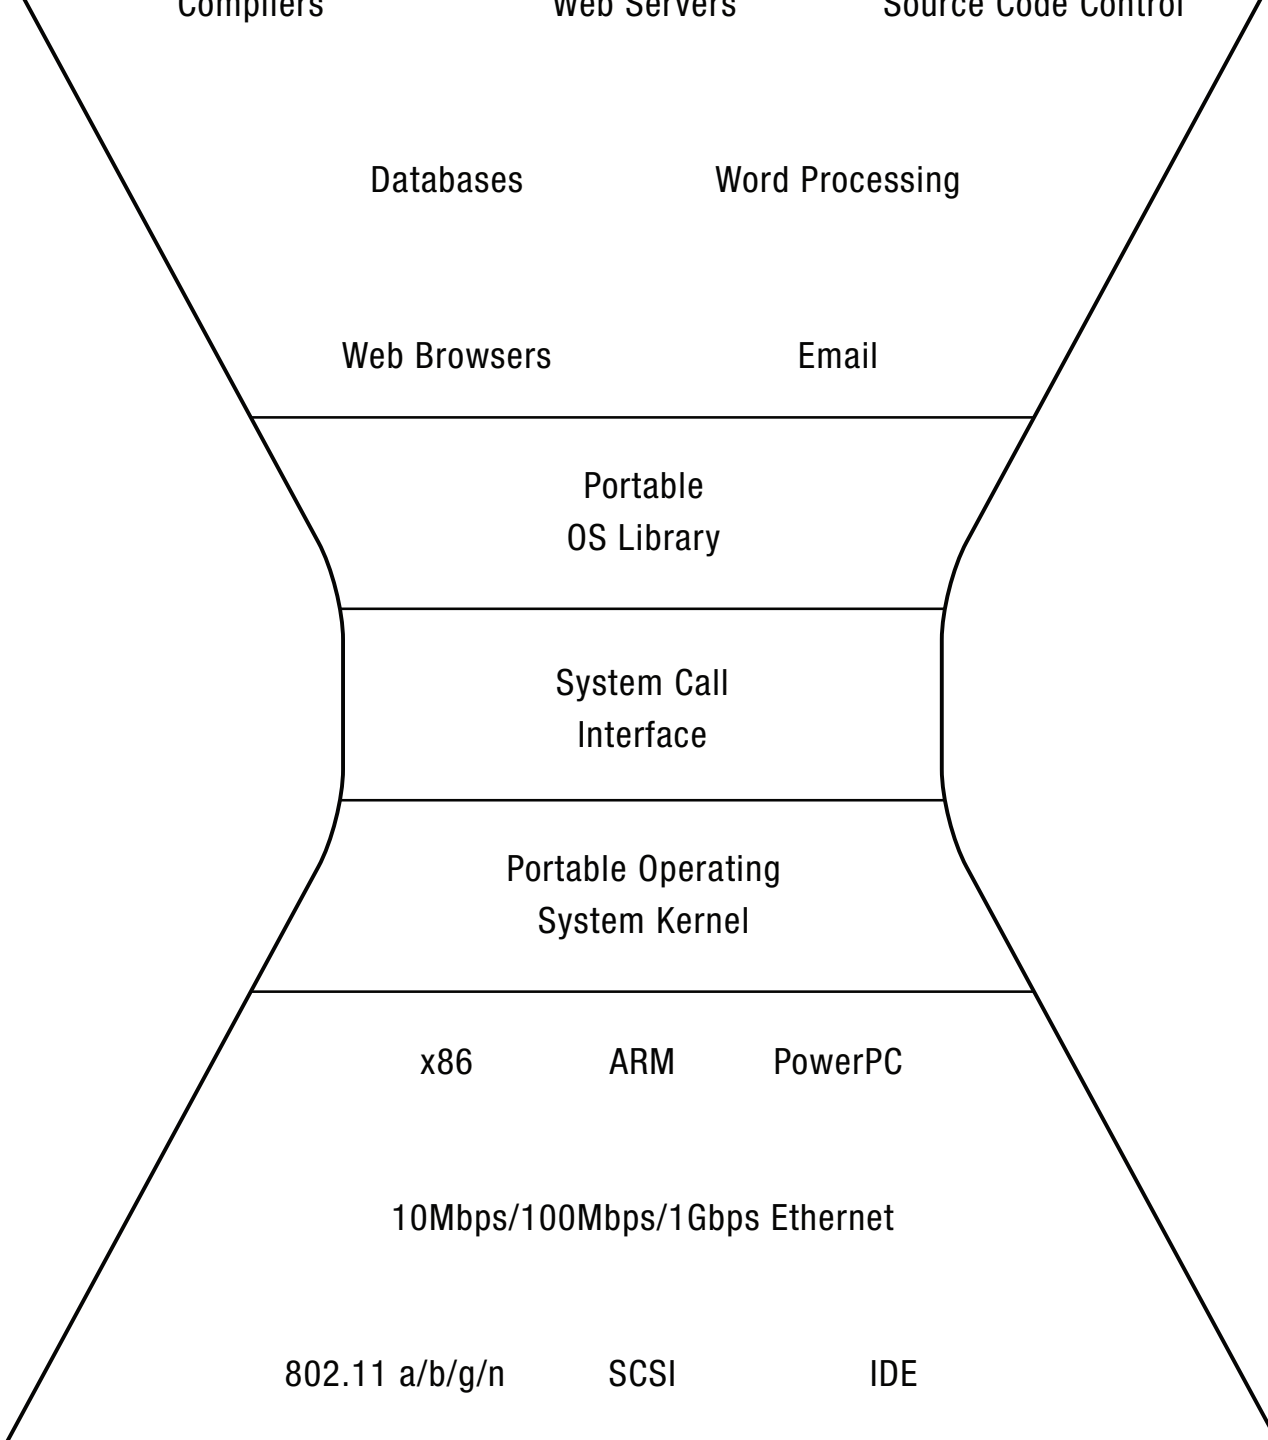 Compilers Web Servers Source Code Control
Databases Word Processing
Web Browsers Email
Portable
OS Library
System Call
Interface
Portable Operating
System Kernel
x86 ARM PowerPC
10Mbps/100Mbps/1Gbps Ethernet
802.11 a/b/g/n SCSI IDE